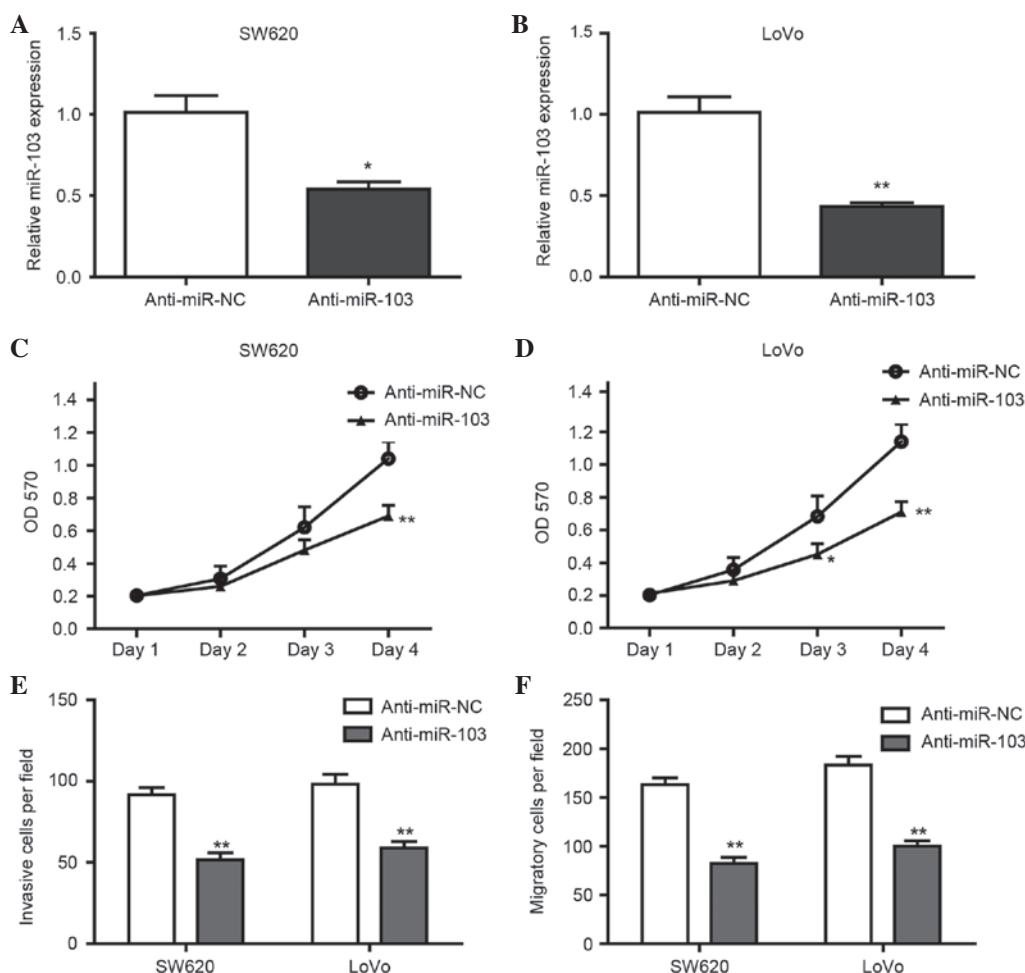 A
SW620
Relative miR-103 expression
1.5
1.0
0.5
0.0
*
Anti-miR-NC
Anti-miR-103
B
LoVo
Relative miR-103 expression
1.5
1.0
0.5
0.0
**
Anti-miR-NC
Anti-miR-103
C
SW620
OD 570
1.4
1.2
1.0
0.8
0.6
0.4
0.2
0.0
Anti-miR-NC
Anti-miR-103
**
Day 1
Day 2
Day 3
Day 4
D
LoVo
OD 570
1.4
1.2
1.0
0.8
0.6
0.4
0.2
0.0
Anti-miR-NC
Anti-miR-103
**
*
Day 1
Day 2
Day 3
Day 4
E
Invasive cells per field
150
100
50
0
Anti-miR-NC
Anti-miR-103
**
**
SW620
LoVo
F
Migratory cells per field
250
200
150
100
50
0
Anti-miR-NC
Anti-miR-103
**
**
SW620
LoVo